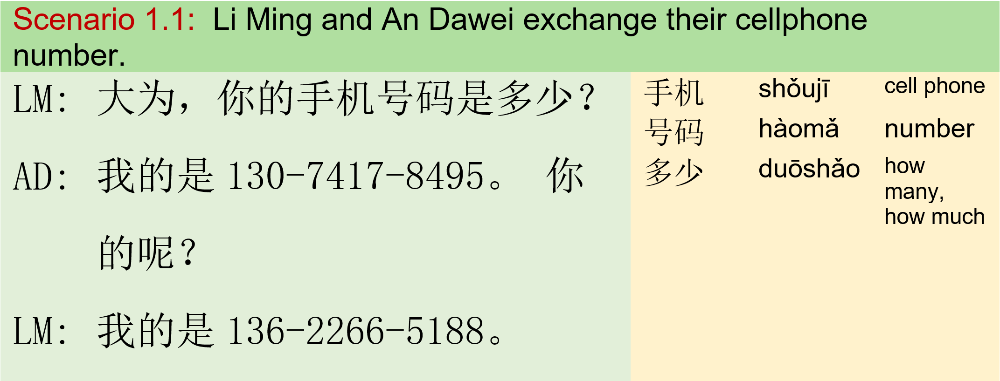 Scenario 1.1:  Li Ming and An Dawei exchange their cellphone
number.
LM: 大为，你的手机号码是多少？
AD: 我的是 130-7417-8495。 你
的呢？
LM: 我的是 136-2266-5188。
手机 shǒujī cell phone
号码 hàomǎ number
多少 duōshǎo how
many,
how much